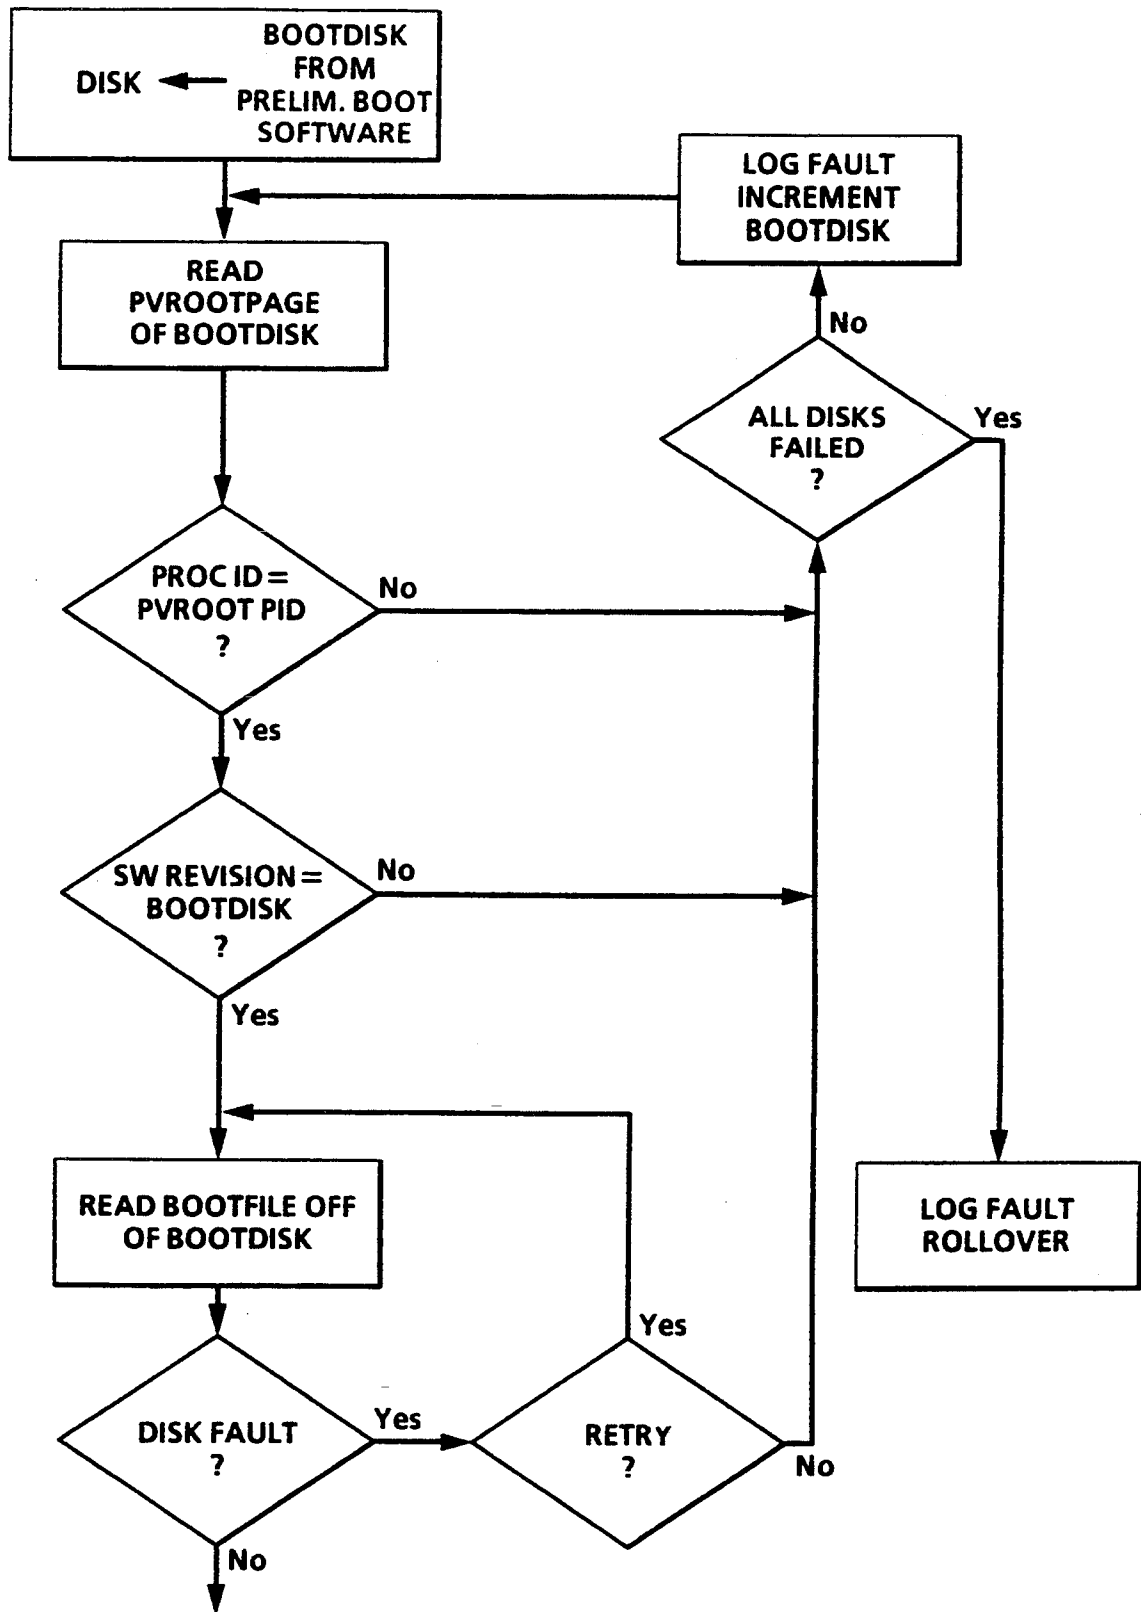 DISK
BOOTDISK
FROM
PRELIM. BOOT
SOFTWARE
LOG FAULT
INCREMENT
BOOTDISK
READ
PVROOTPAGE
OF BOOTDISK
No
ALL DISKS
FAILED
?
Yes
PROC ID =
PVROOT PID
?
No
Yes
SW REVISION =
BOOTDISK
?
No
Yes
READ BOOTFILE OFF
OF BOOTDISK
LOG FAULT
ROLLOVER
DISK FAULT
?
Yes
No
RETRY
?
Yes
No